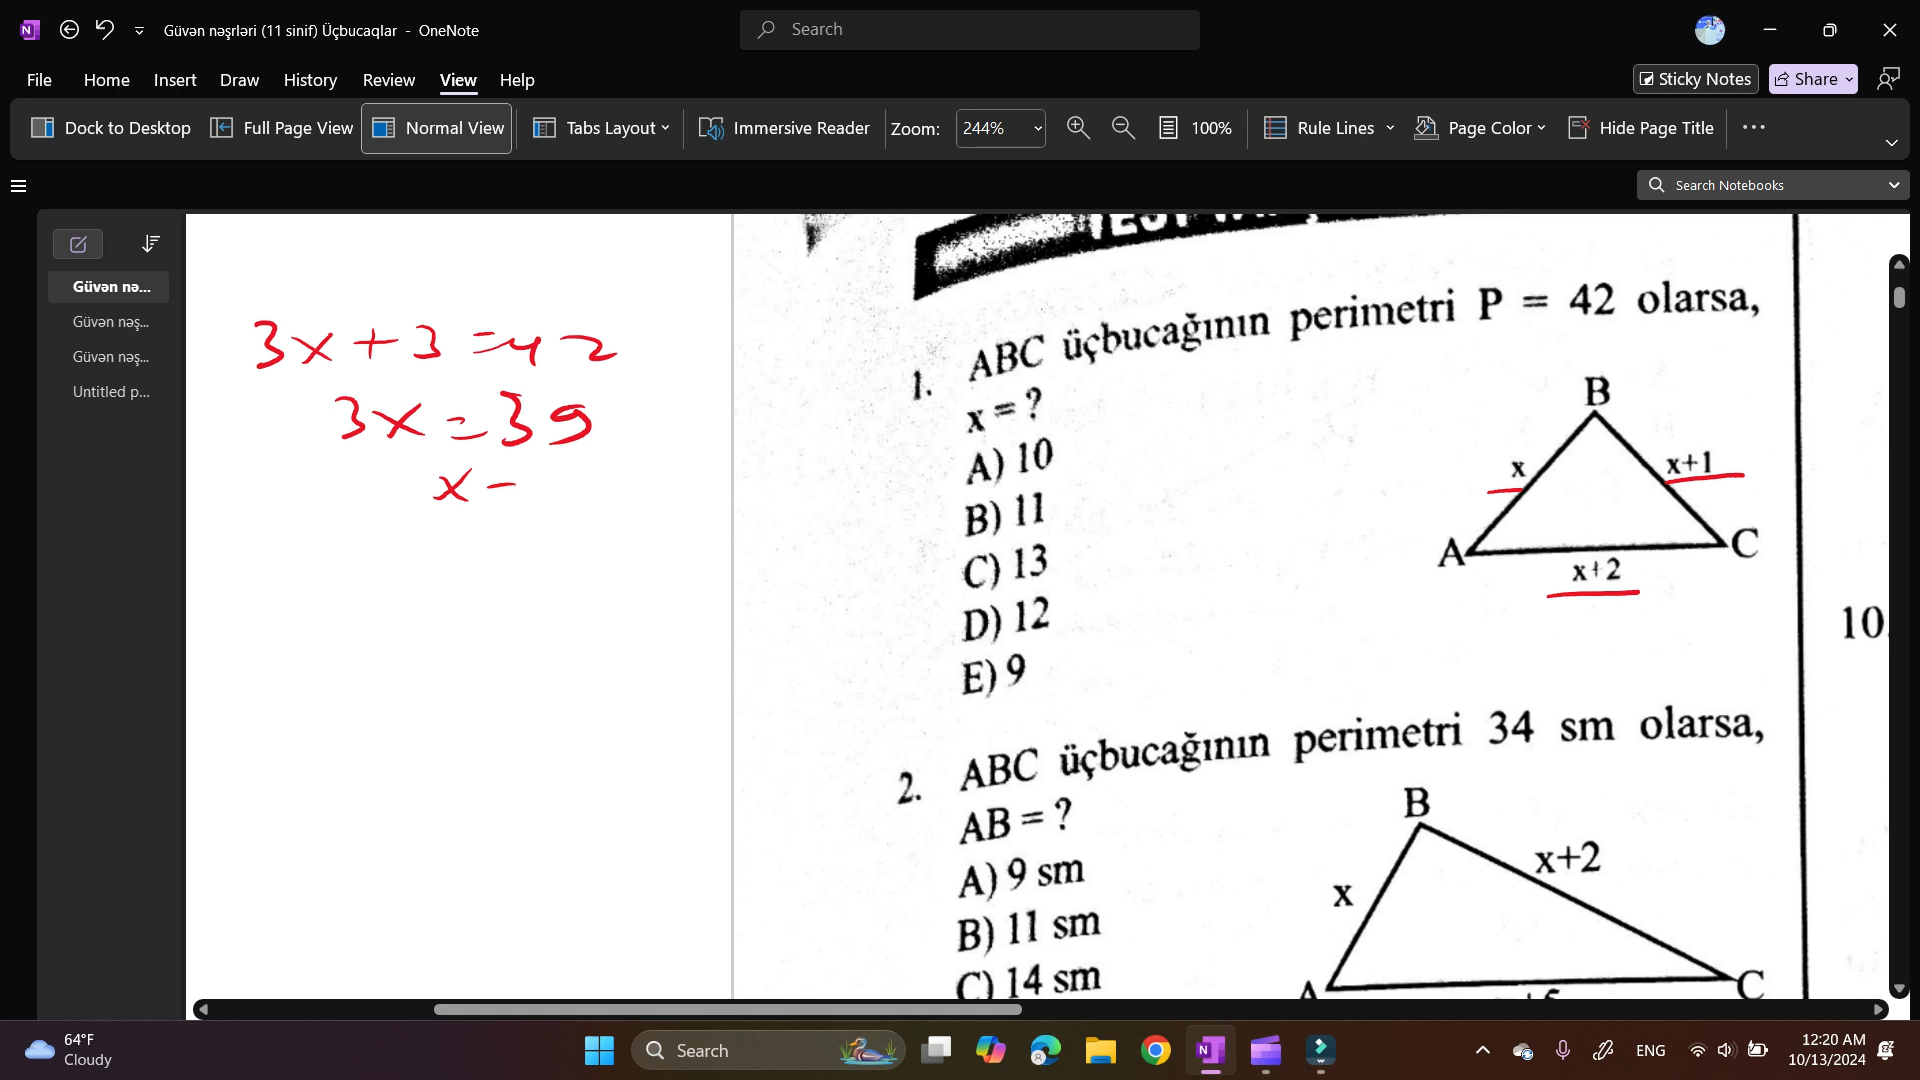 Güvən nəşrləri (11 sinif) Üçbucaqlar - OneNote
Search
File Home Insert Draw History Review View Help
Sticky Notes
Share
Dock to Desktop
Full Page View
Normal View
Tabs Layout
Immersive Reader
Zoom: 244%
100%
Rule Lines
Page Color
Hide Page Title
Search Notebooks
Güvən nə...
Güvən nəş...
Güvən nəş...
Untitled p...
3x+3=42
3x=39
x -
1. ABC üçbucağının perimetri P = 42 olarsa,
x = ?
A) 10
B) 11
C) 13
D) 12
E) 9
B
x
x+1
A
C
x+2
10.
2. ABC üçbucağının perimetri 34 sm olarsa,
AB = ?
A) 9 sm
B) 11 sm
C) 14 sm
B
x+2
x
A
C
64°F
Cloudy
Search
ENG
12:20 AM
10/13/2024